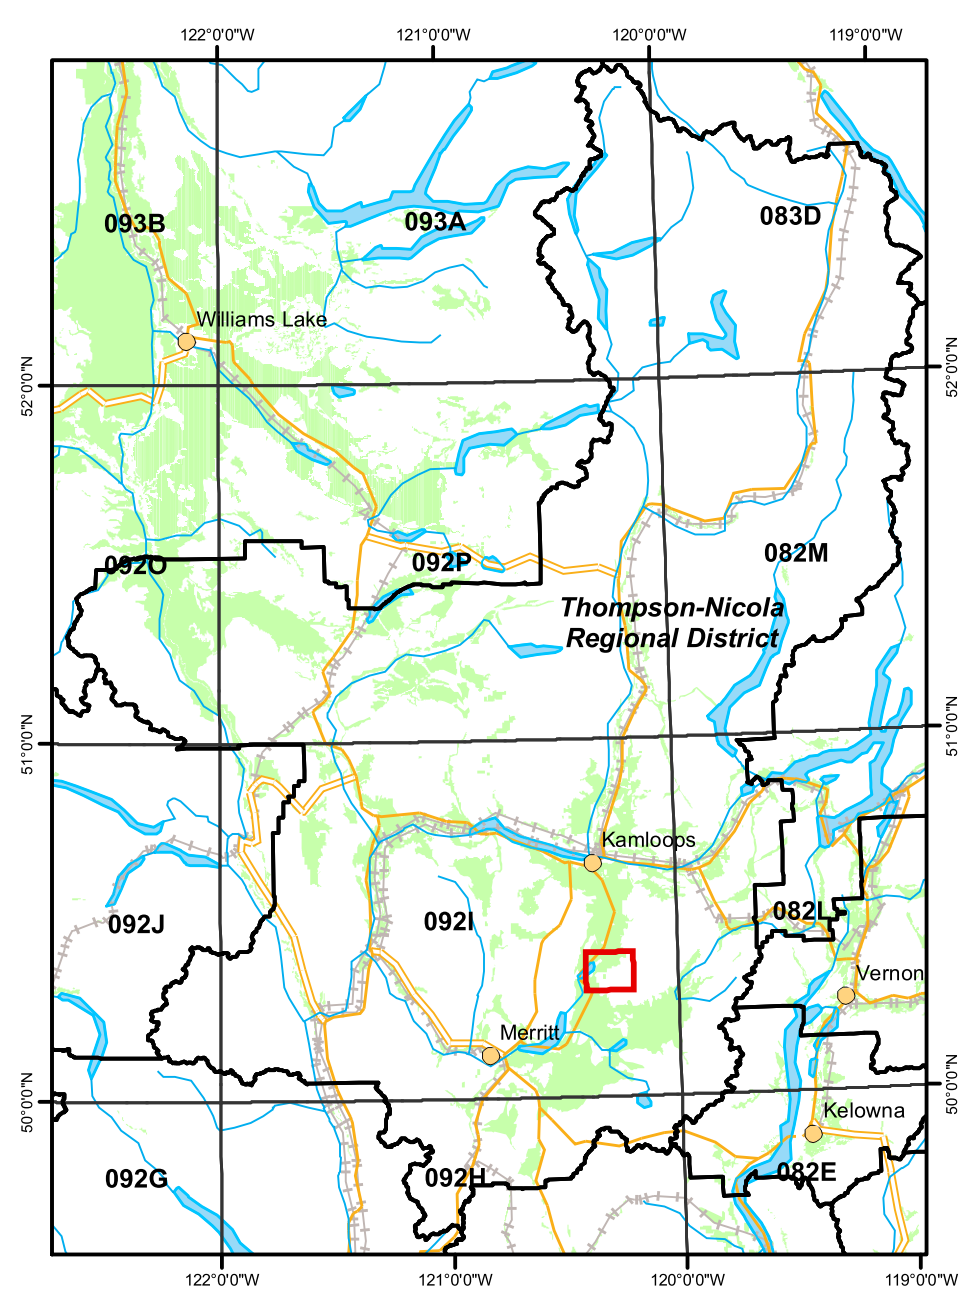 122°0'0"W
121°0'0"W
120°0'0"W
119°0'0"W
093B
093A
083D
Williams Lake
52°0'0"N
52°0'0"N
092O
092P
082M
Thompson-Nicola
Regional District
51°0'0"N
51°0'0"N
Kamloops
092J
092I
082L
Vernon
Merritt
50°0'0"N
50°0'0"N
Kelowna
092G
092H
082E
122°0'0"W
121°0'0"W
120°0'0"W
119°0'0"W